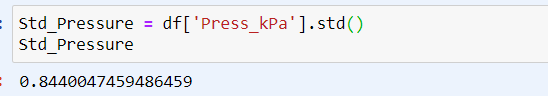 : Std_Pressure = df['Press_kPa'].std()
Std_Pressure
: 0.8440047459486459